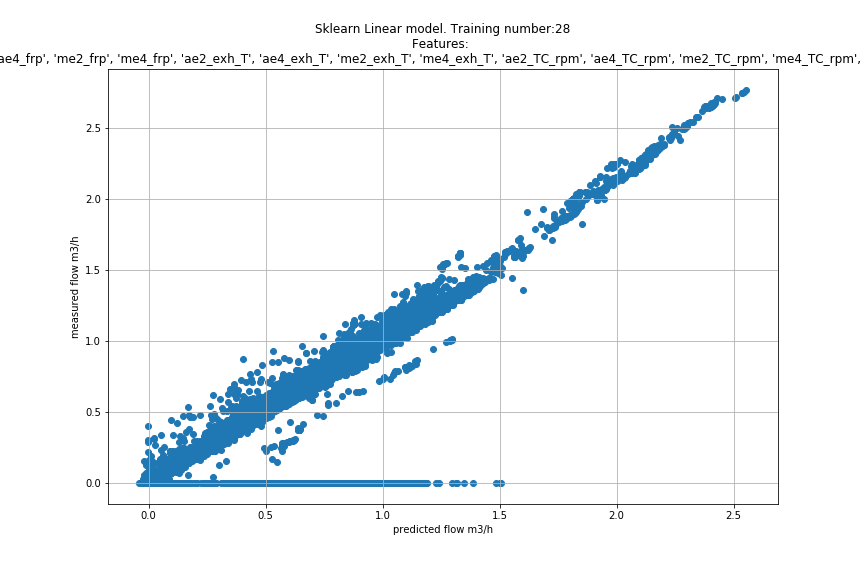 Sklearn Linear model. Training number:28
Features:
ae4_frp', 'me2_frp', 'me4_frp', 'ae2_exh_T', 'ae4_exh_T', 'me2_exh_T', 'me4_exh_T', 'ae2_TC_rpm', 'ae4_TC_rpm', 'me2_TC_rpm', 'me4_TC_rpm',
2.5
2.0
1.5
1.0
0.5
0.0
measured flow m3/h
0.0 0.5 1.0 1.5 2.0 2.5
predicted flow m3/h